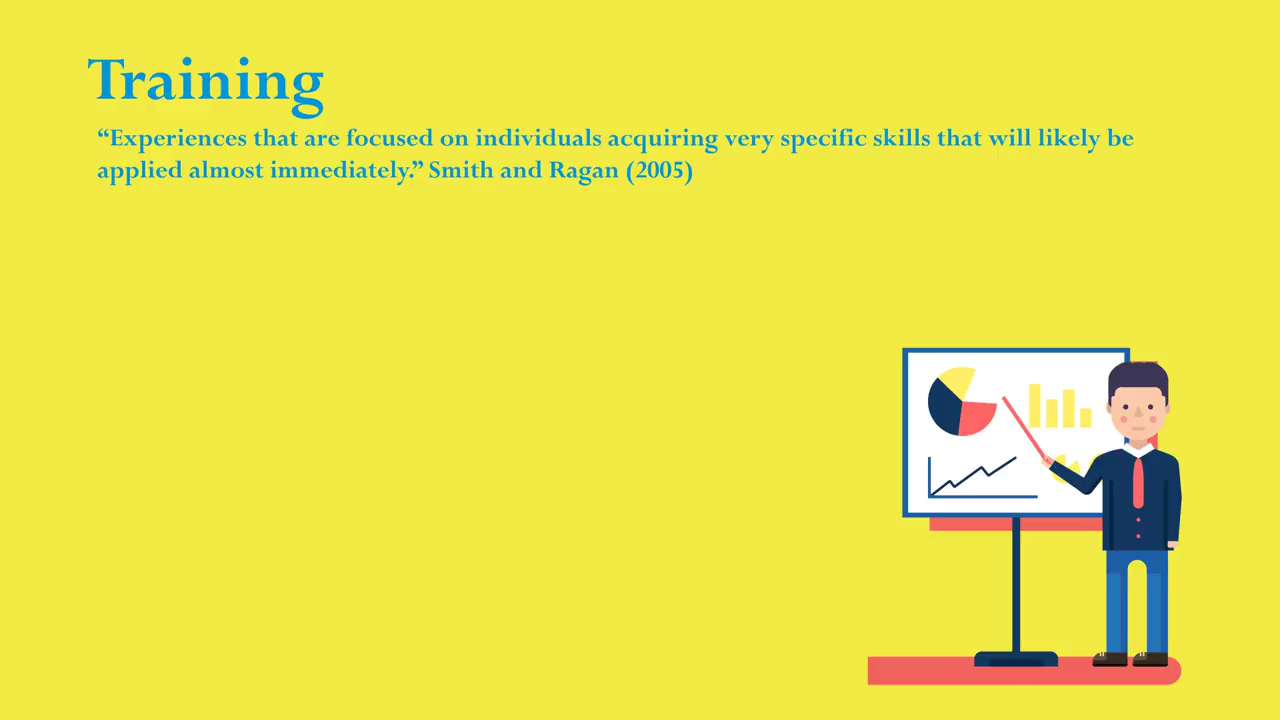 Training
“Experiences that are focused on individuals acquiring very specific skills that will likely be
applied almost immediately.” Smith and Ragan (2005)